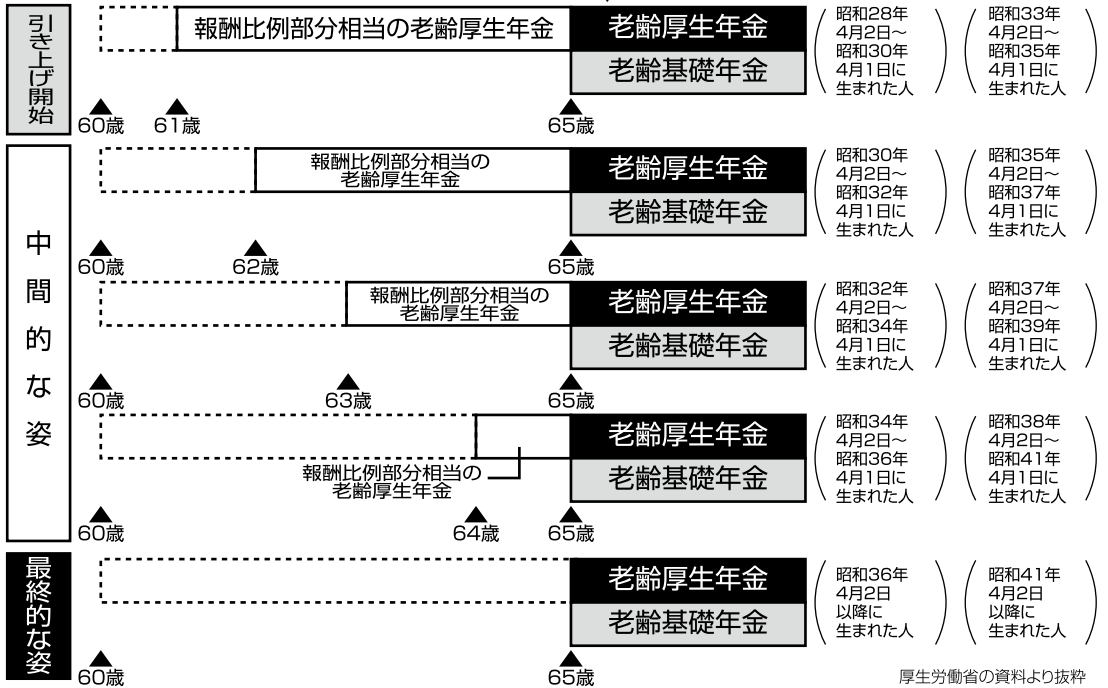 引き上げ開始
報酬比例部分相当の老齢厚生年金
老齢厚生年金
老齢基礎年金
昭和28年
4月2日～
昭和30年
4月1日に
生まれた人
昭和33年
4月2日～
昭和35年
4月1日に
生まれた人
60歳
61歳
65歳
中間的な姿
報酬比例部分相当の
老齢厚生年金
老齢厚生年金
老齢基礎年金
昭和30年
4月2日～
昭和32年
4月1日に
生まれた人
昭和35年
4月2日～
昭和37年
4月1日に
生まれた人
60歳
62歳
65歳
報酬比例部分相当の
老齢厚生年金
老齢厚生年金
老齢基礎年金
昭和32年
4月2日～
昭和34年
4月1日に
生まれた人
昭和37年
4月2日～
昭和39年
4月1日に
生まれた人
60歳
63歳
65歳
報酬比例部分相当の
老齢厚生年金
老齢厚生年金
老齢基礎年金
昭和34年
4月2日～
昭和36年
4月1日に
生まれた人
昭和38年
4月2日～
昭和41年
4月1日に
生まれた人
60歳
64歳
65歳
最終的な姿
老齢厚生年金
老齢基礎年金
昭和36年
4月2日
以降に
生まれた人
昭和41年
4月2日
以降に
生まれた人
60歳
65歳
厚生労働省の資料より抜粋